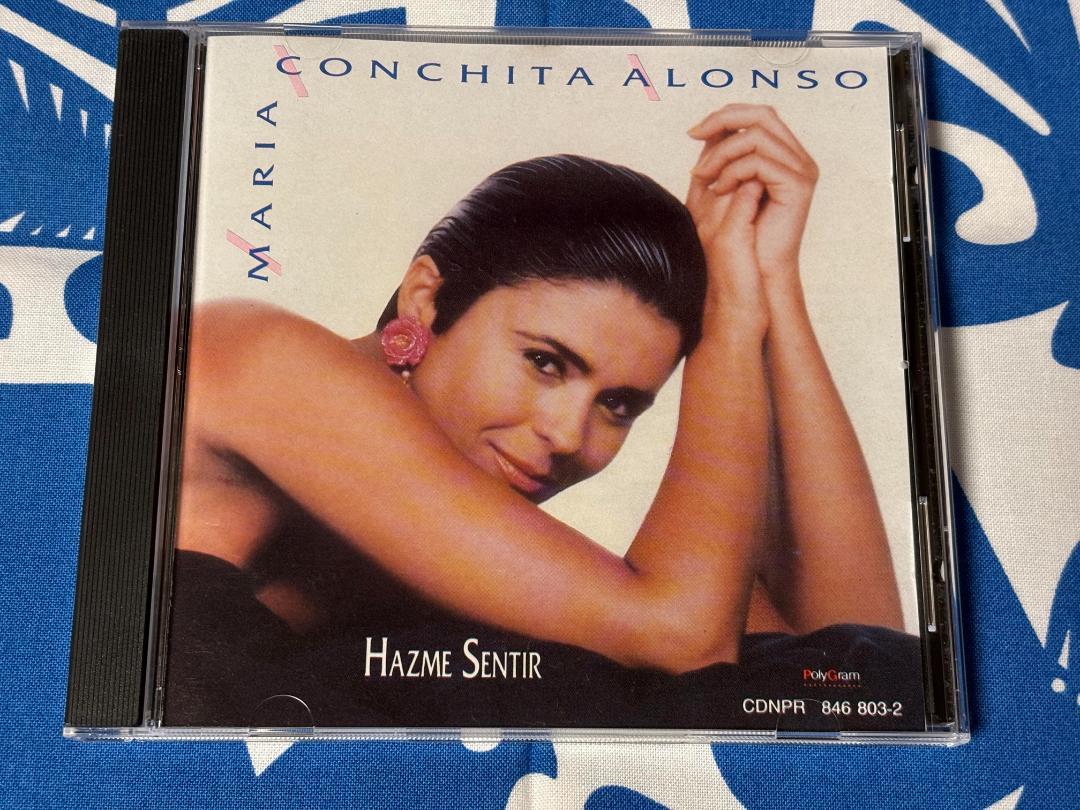 MARIA
CONCHITA ALONSO
HAZME SENTIR
PolyGram
CDNPR 846 803-2